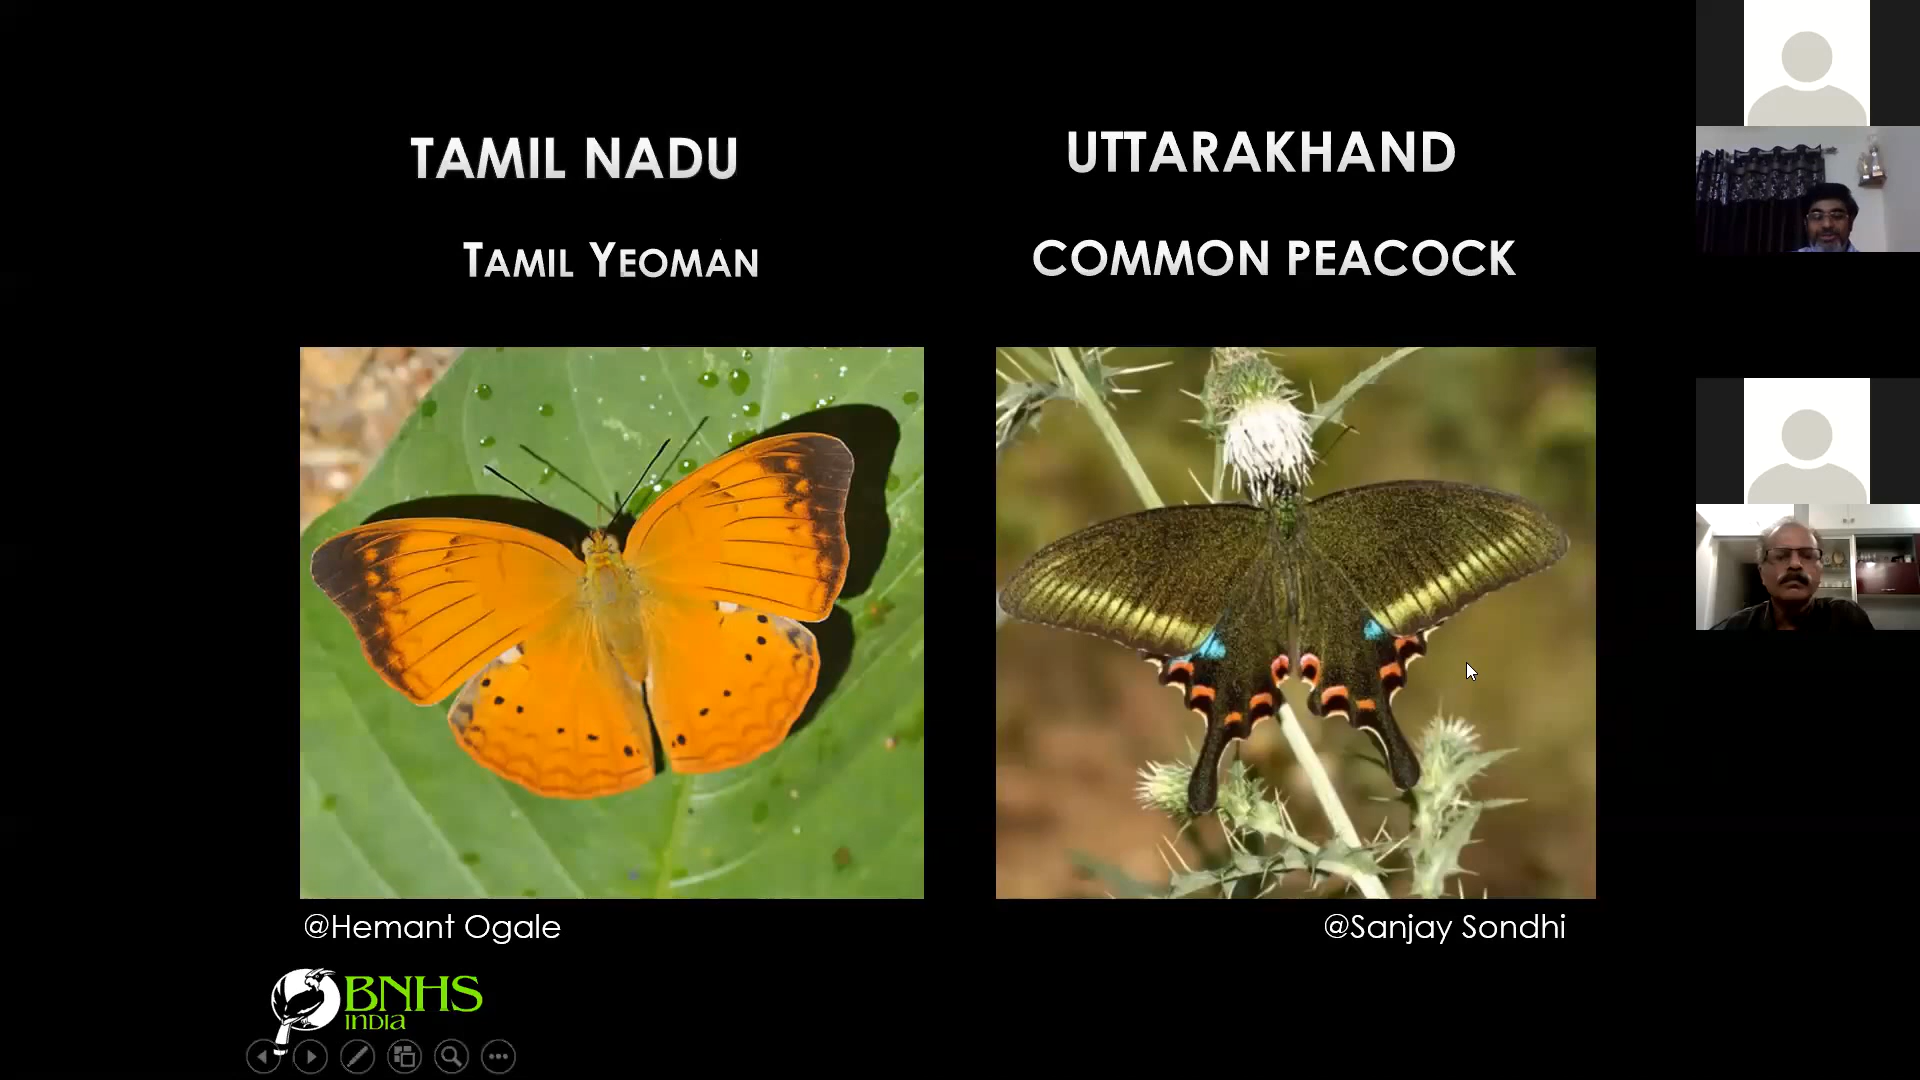 TAMIL NADU
TAMIL YEOMAN
UTTARAKHAND
COMMON PEACOCK
@Hemant Ogale
@Sanjay Sondhi
BNHS
INDIA